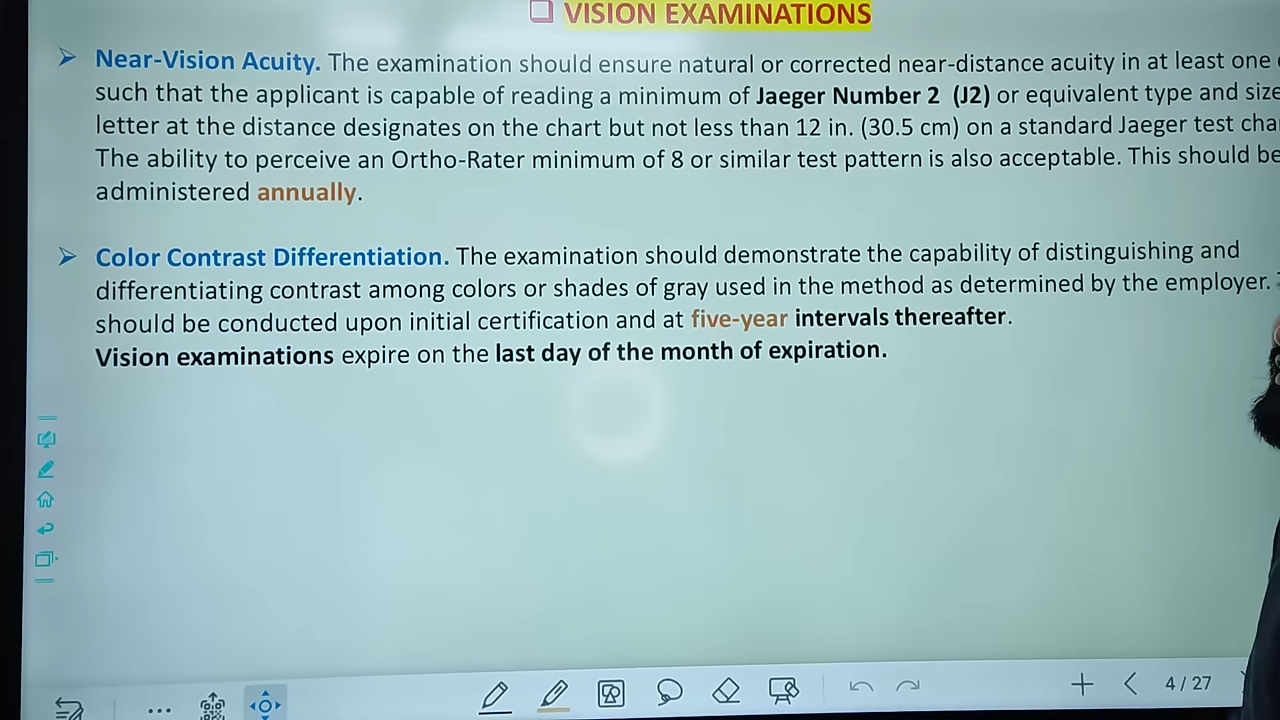 VISION EXAMINATIONS
Near-Vision Acuity. The examination should ensure natural or corrected near-distance acuity in at least one
such that the applicant is capable of reading a minimum of Jaeger Number 2 (J2) or equivalent type and size
letter at the distance designates on the chart but not less than 12 in. (30.5 cm) on a standard Jaeger test
The ability to perceive an Ortho-Rater minimum of 8 or similar test pattern is also acceptable. This should be
administered annually.
Color Contrast Differentiation. The examination should demonstrate the capability of distinguishing and
differentiating contrast among colors or shades of gray used in the method as determined by the employer.
should be conducted upon initial certification and at five-year intervals thereafter.
Vision examinations expire on the last day of the month of expiration.
4 / 27